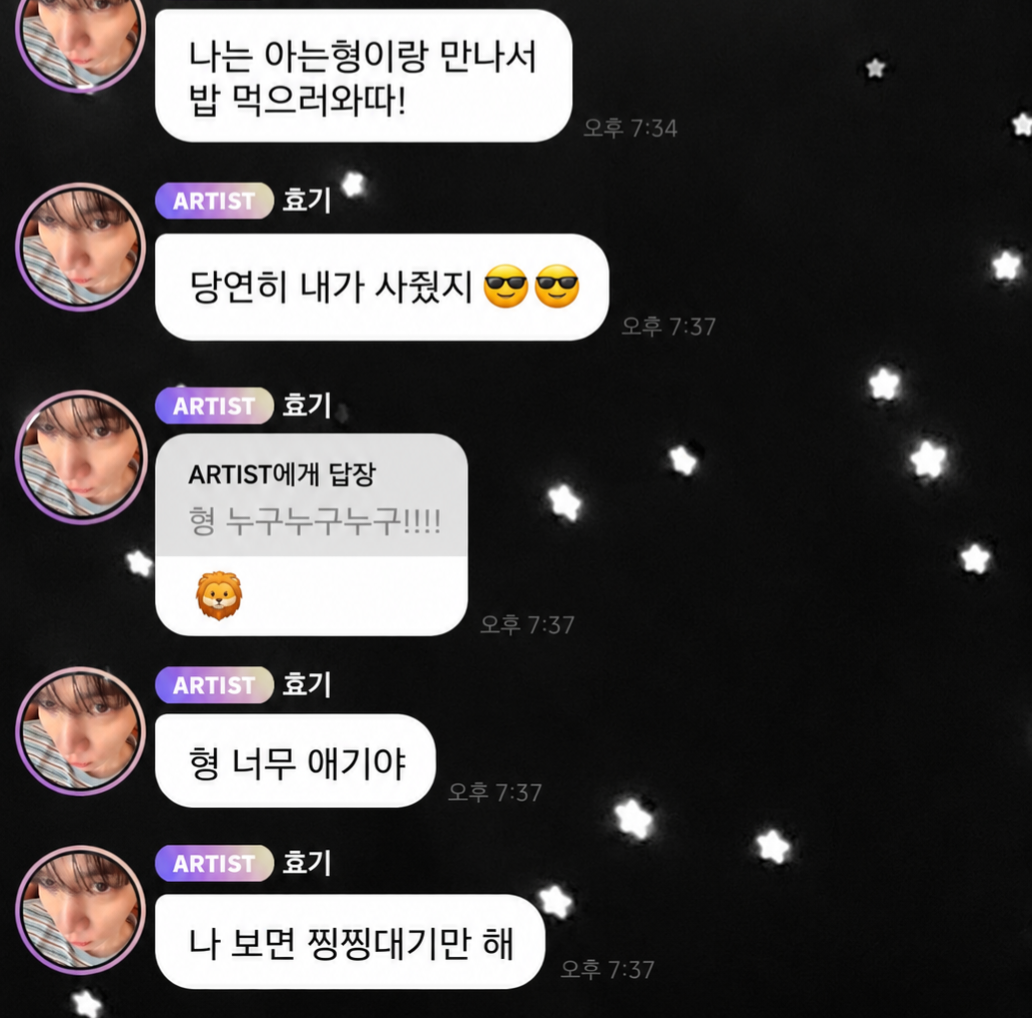 나는 아는형이랑 만나서
밥 먹으러와따!
오후 7:34
ARTIST 효기
당연히 내가 사줬지 😎😎
오후 7:37
ARTIST 효기
ARTIST에게 답장
형 누구누구누구!!!!
🦁
오후 7:37
ARTIST 효기
형 너무 애기야
오후 7:37
ARTIST 효기
나 보면 찡찡대기만 해
오후 7:37